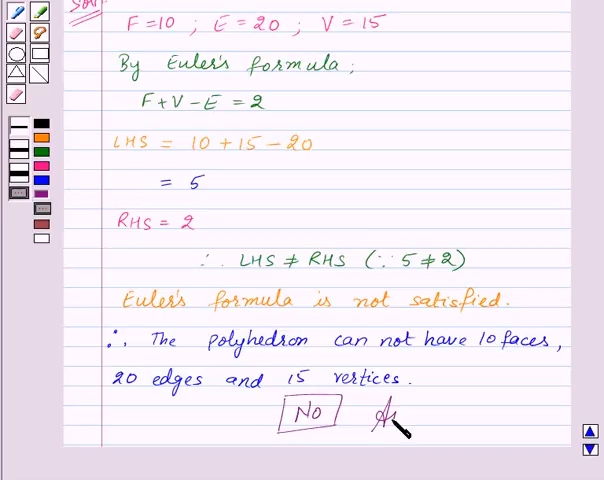 Sol:
F = 10 ; E = 20 ; V = 15
By Euler's formula ;
F + V - E = 2
LHS = 10 + 15 - 20
= 5
RHS = 2
∴ LHS ≠ RHS (∵ 5 ≠ 2)
Euler's formula is not satisfied.
∴ The polyhedron can not have 10 faces,
20 edges and 15 vertices.
NO